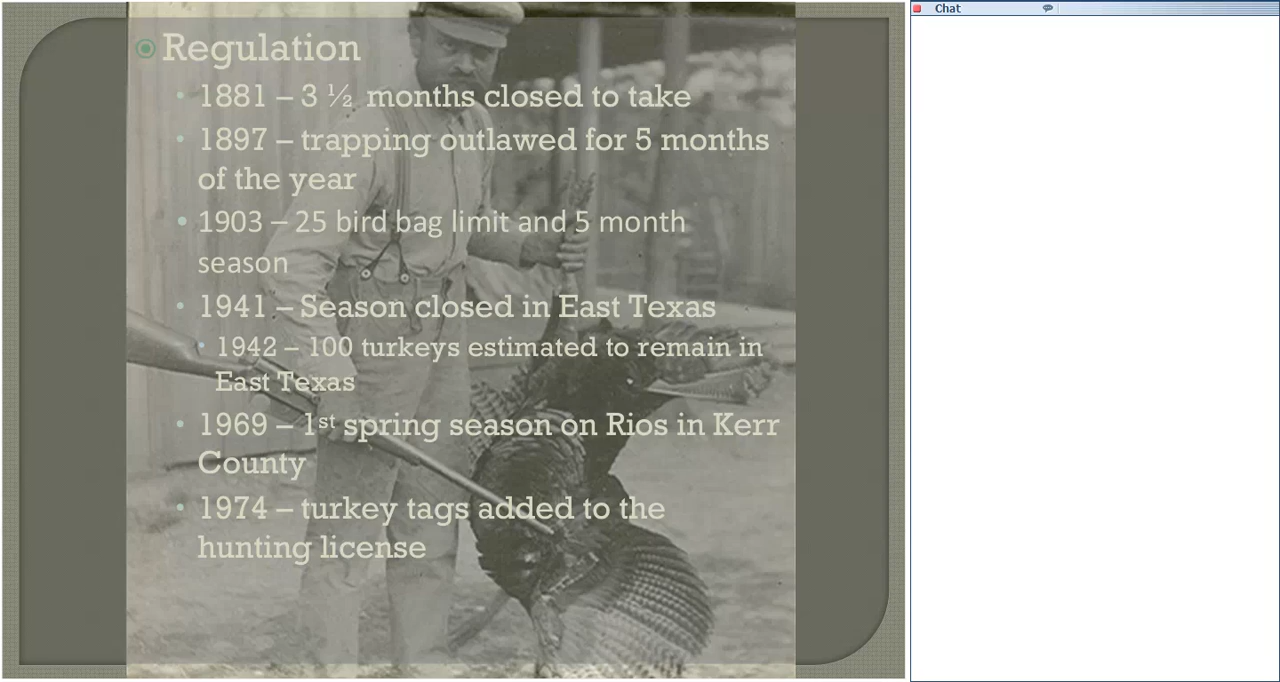 Chat
Regulation
1881 – 3 ½ months closed to take
1897 – trapping outlawed for 5 months
of the year
1903 – 25 bird bag limit and 5 month
season
1941 – Season closed in East Texas
1942 – 100 turkeys estimated to remain in
East Texas
1969 – 1st spring season on Rios in Kerr
County
1974 – turkey tags added to the
hunting license